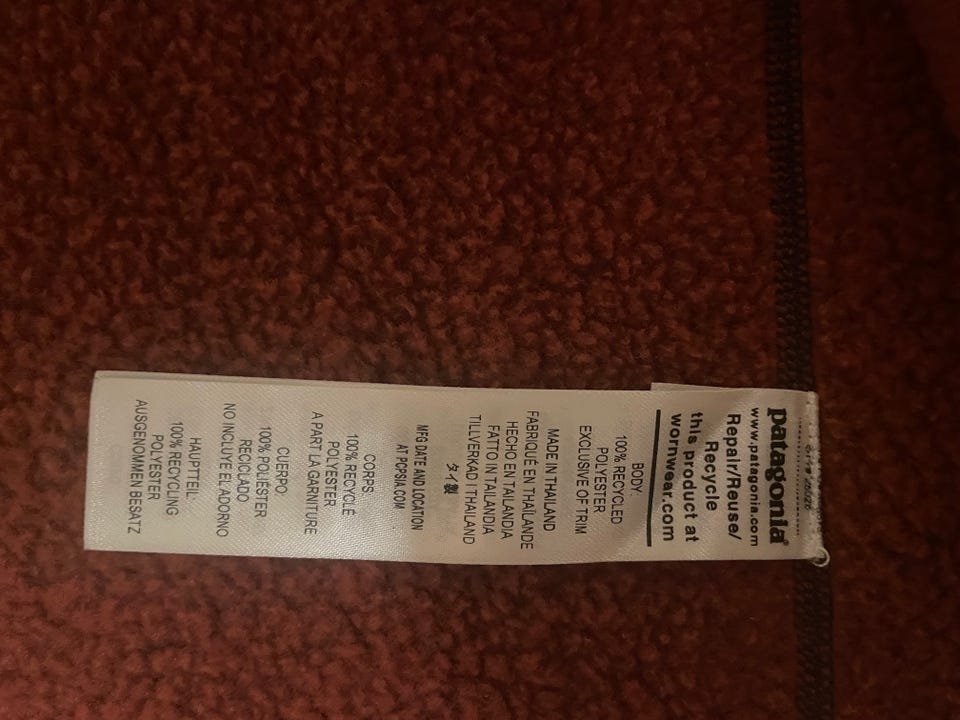 patagonia®
www.patagonia.com
Repair/Reuse/
Recycle
this product at
wornwear.com
BODY:
100% RECYCLED
POLYESTER
EXCLUSIVE OF TRIM
MADE IN THAILAND
FABRIQUÉ EN THAÏLANDE
HECHO EN TAILANDIA
FATTO IN TAILANDIA
TILLVERKAD I THAILAND
タイ製
MFG DATE AND LOCATION
AT PCPSIA.COM
CORPS
100% RECYCLÉ
POLYESTER
A PART LA GARNITURE
CUERPO
100% POLIÉSTER
RECICLADO
NO INCLUYE EL ADORNO
HAUPTTEIL:
100% RECYCLING
POLYESTER
AUSGENOMMEN BESATZ